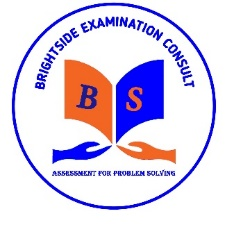 BRIGHTSIDE EXAMINATION CONSULT
B S
ASSESSMENT FOR PROBLEM SOLVING